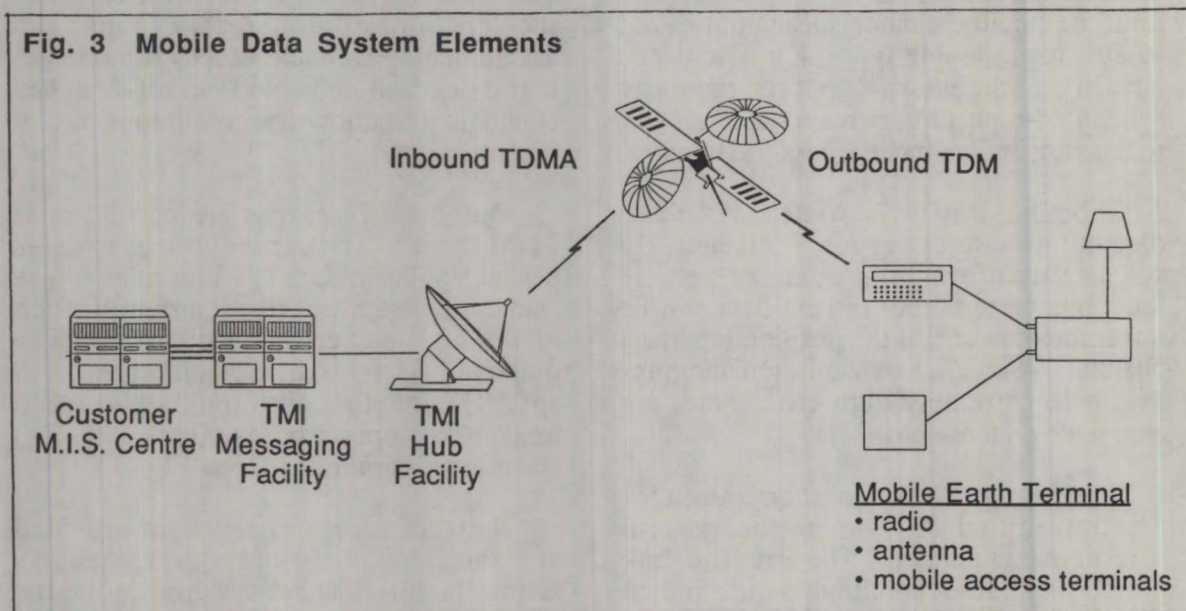 Fig. 3 Mobile Data System Elements
Inbound TDMA
Outbound TDM
Customer
M.I.S. Centre
TMI
Messaging
Facility
TMI
Hub
Facility
Mobile Earth Terminal
• radio
• antenna
• mobile access terminals